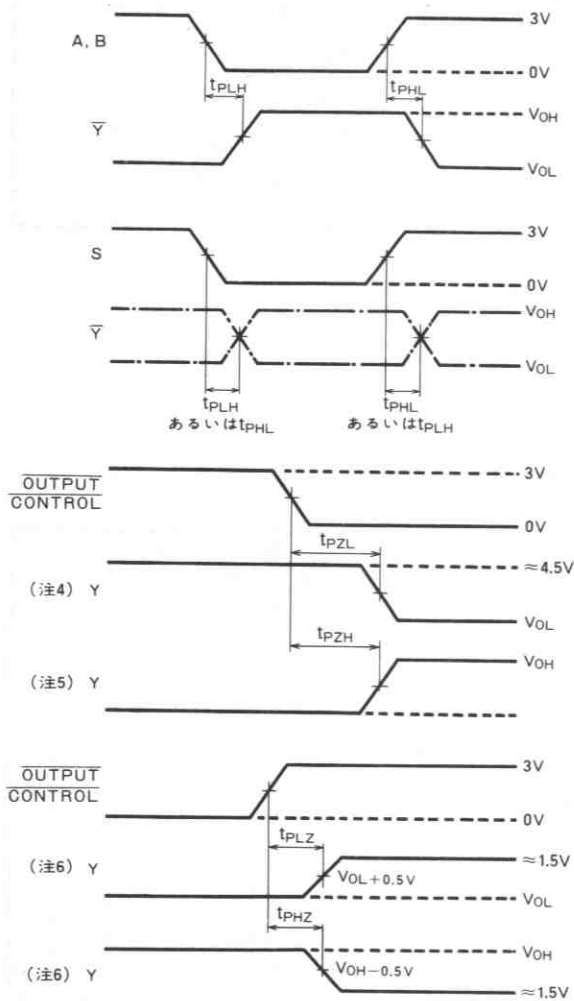 A, B
3V
0V
tPLH
tPHL
Y̅
VOH
VOL
S
3V
0V
Y̅
VOH
VOL
tPLH
あるいはtPHL
tPHL
あるいはtPLH
OUTPUT
CONTROL
3V
0V
tPZL
(注4) Y
≈4.5V
VOL
tPZH
(注5) Y
VOH
OUTPUT
CONTROL
3V
0V
tPLZ
(注6) Y
≈1.5V
VOL+0.5V
VOL
tPHZ
(注6) Y
VOH
VOH−0.5V
≈1.5V